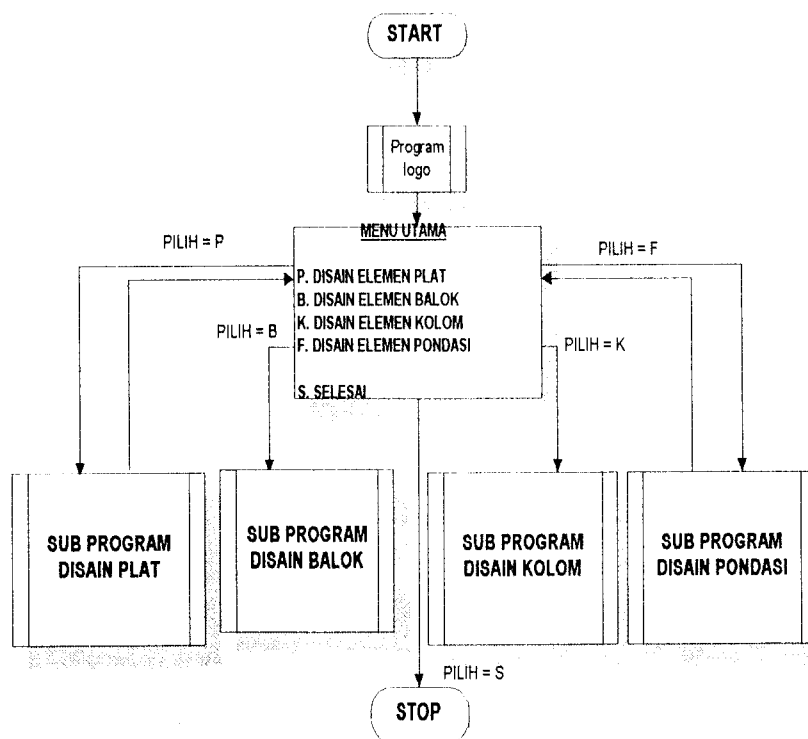 START
Program
logo
MENU UTAMA
PILIH = P
PILIH = F
P. DISAIN ELEMEN PLAT
B. DISAIN ELEMEN BALOK
K. DISAIN ELEMEN KOLOM
PILIH = B
F. DISAIN ELEMEN PONDASI
PILIH = K
S. SELESAI
SUB PROGRAM
DISAIN PLAT
SUB PROGRAM
DISAIN BALOK
SUB PROGRAM
DISAIN KOLOM
SUB PROGRAM
DISAIN PONDASI
PILIH = S
STOP